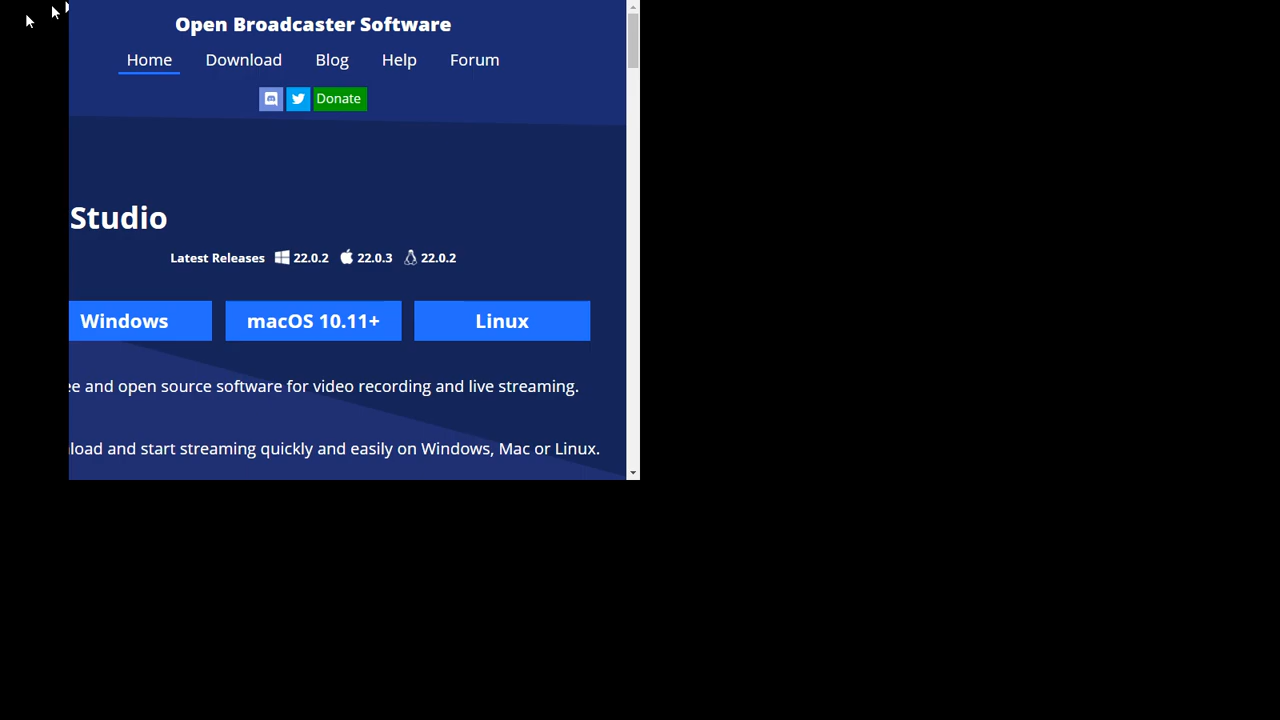 Open Broadcaster Software
Home Download Blog Help Forum
Donate
Studio
Latest Releases 22.0.2 22.0.3 22.0.2
Windows macOS 10.11+ Linux
and open source software for video recording and live streaming.
and start streaming quickly and easily on Windows, Mac or Linux.